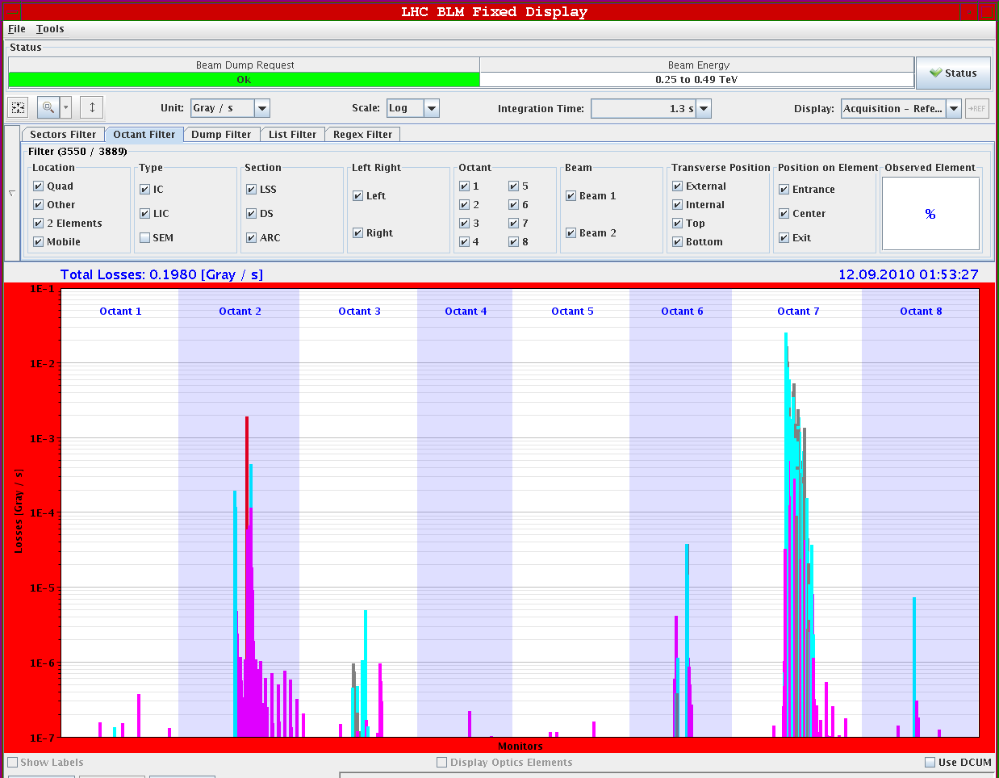 LHC BLM Fixed Display
File Tools
Status
Beam Dump Request Beam Energy
Ok 0.25 to 0.49 TeV
Status
Unit: Gray / s Scale: Log Integration Time: 1.3 s Display: Acquisition - Refe... →REF
Sectors Filter Octant Filter Dump Filter List Filter Regex Filter
Filter (3550 / 3889)
Location Type Section Left Right Octant Beam Transverse Position Position on Element Observed Element
Quad IC LSS Left 1 5 Beam 1 External Entrance
Other LIC DS Right 2 6 Beam 2 Internal Center %
2 Elements SEM ARC 3 7 Top Exit
Mobile 4 8 Bottom
Total Losses: 0.1980 [Gray / s] 12.09.2010 01:53:27
1E-1
Octant 1 Octant 2 Octant 3 Octant 4 Octant 5 Octant 6 Octant 7 Octant 8
1E-2
1E-3
1E-4
Losses [Gray / s]
1E-5
1E-6
1E-7
Monitors
Show Labels Display Optics Elements Use DCUM